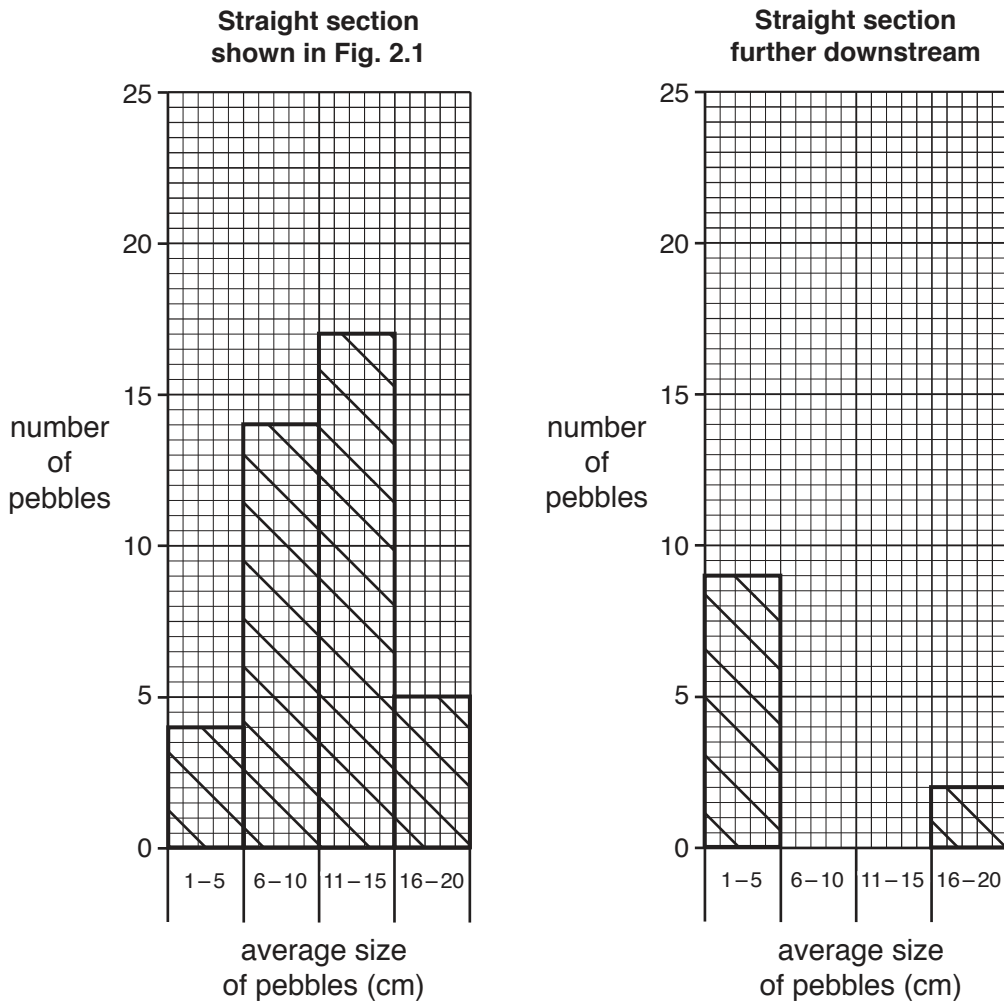 Straight section
shown in Fig. 2.1
25
20
15
10
5
0
number
of
pebbles
1–5
6–10
11–15
16–20
average size
of pebbles (cm)
Straight section
further downstream
25
20
15
10
5
0
number
of
pebbles
1–5
6–10
11–15
16–20
average size
of pebbles (cm)